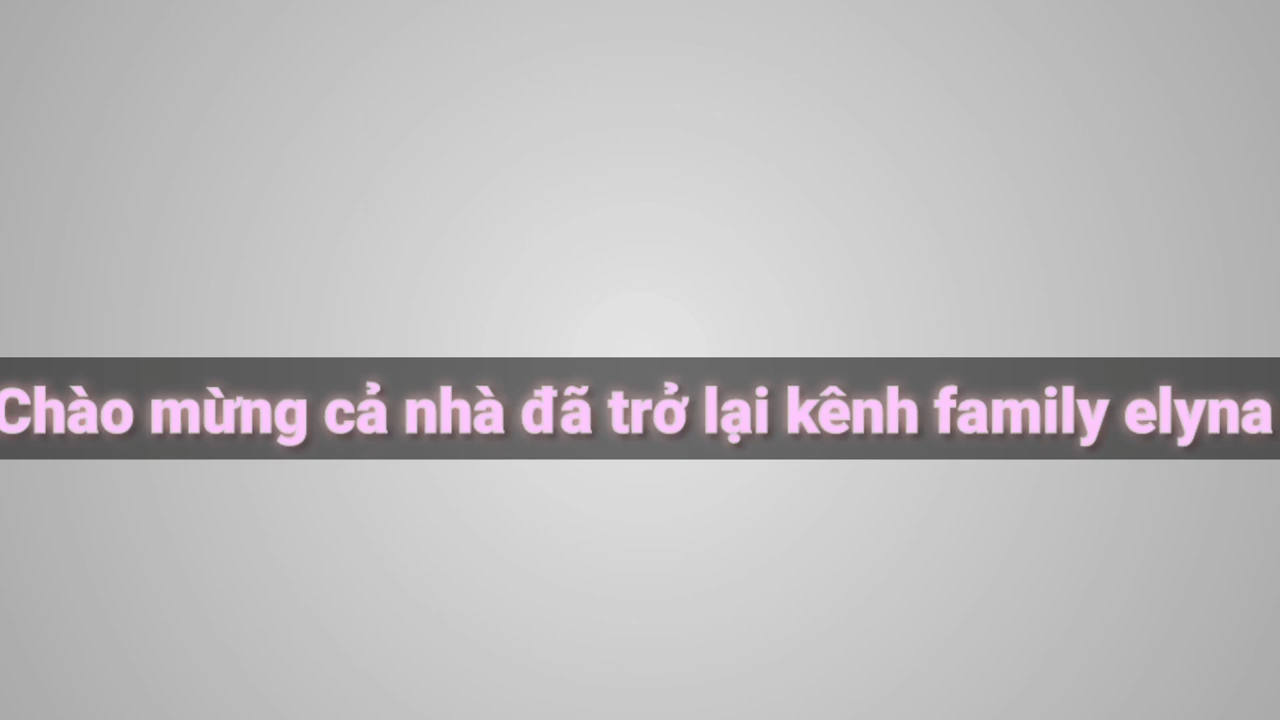 Chào mừng cả nhà đã trở lại kênh family elyna